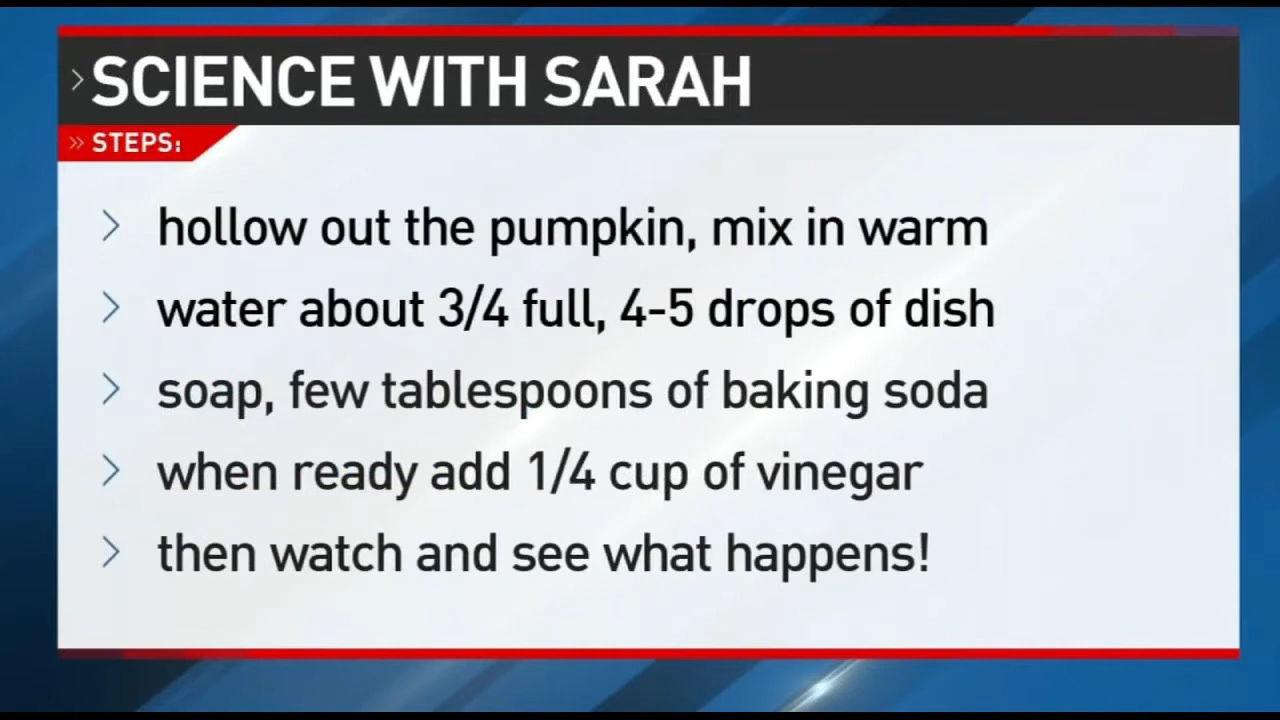 SCIENCE WITH SARAH
STEPS:
hollow out the pumpkin, mix in warm
water about 3/4 full, 4-5 drops of dish
soap, few tablespoons of baking soda
when ready add 1/4 cup of vinegar
then watch and see what happens!